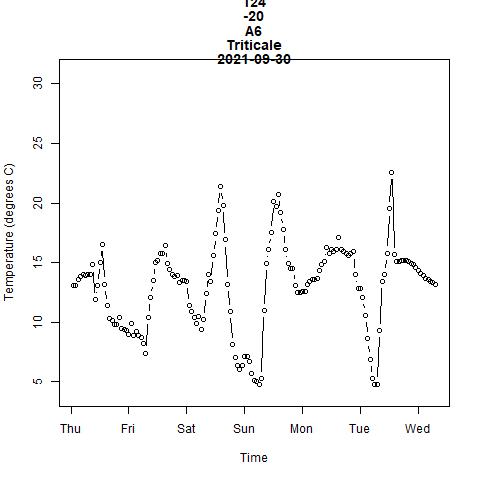 124
-20
A6
Triticale
2021-09-30
Temperature (degrees C)
30
25
20
15
10
5
Thu Fri Sat Sun Mon Tue Wed
Time